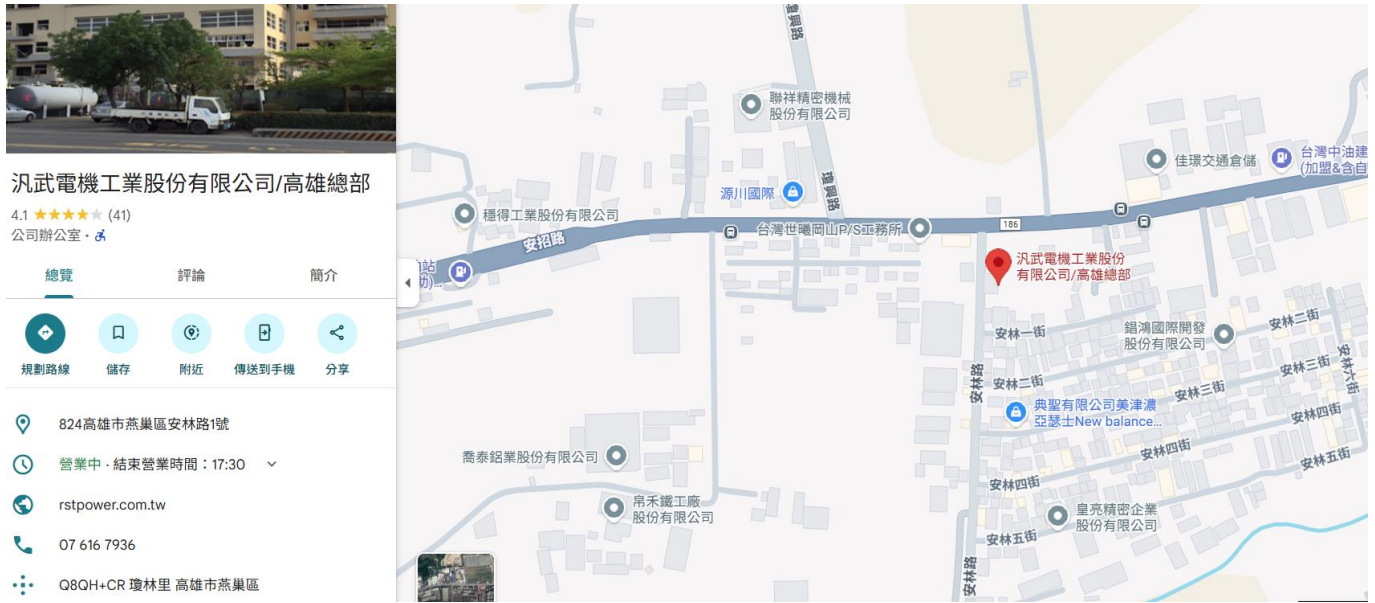 汎武電機工業股份有限公司/高雄總部
4.1 ★★★★★ (41)
公司辦公室 ·
總覽
評論
簡介
規劃路線
儲存
附近
傳送到手機
分享
824高雄市燕巢區安林路1號
營業中 · 結束營業時間：17:30
rstpower.com.tw
07 616 7936
Q8QH+CR 瓊林里 高雄市燕巢區
聯祥精密機械
股份有限公司
佳環交通倉儲
台灣中油建
(加盟&含自
瓊興路
源川國際
穩得工業股份有限公司
安招路
台灣世曦岡山P/S工務所
186
汎武電機工業股份
有限公司/高雄總部
安林一街
錩鴻國際開發
股份有限公司
安林二街
安林三街
安林六街
安林路
安林二街
安林三街
典聖有限公司美津濃
亞瑟士New balance...
安林四街
安林四街
安林五街
喬泰鋁業股份有限公司
安林四街
帛禾鐵工廠
股份有限公司
皇亮精密企業
股份有限公司
安林五街
安林路